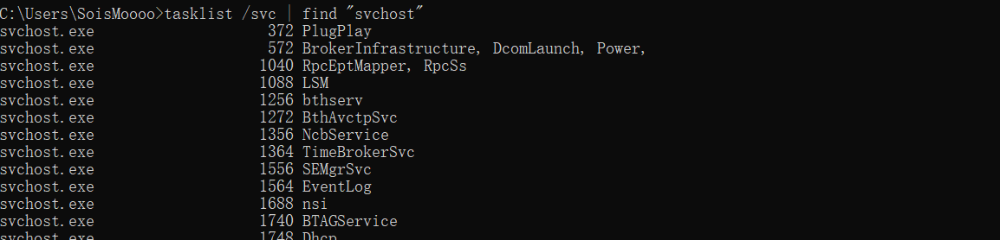 C:\Users\SoisMoooo>tasklist /svc | find "svchost"
svchost.exe                    372 PlugPlay
svchost.exe                    572 BrokerInfrastructure, DcomLaunch, Power,
svchost.exe                   1040 RpcEptMapper, RpcSs
svchost.exe                   1088 LSM
svchost.exe                   1256 bthserv
svchost.exe                   1272 BthAvctpSvc
svchost.exe                   1356 NcbService
svchost.exe                   1364 TimeBrokerSvc
svchost.exe                   1556 SEMgrSvc
svchost.exe                   1564 EventLog
svchost.exe                   1688 nsi
svchost.exe                   1740 BTAGService
svchost.exe                   1748 Dhcp